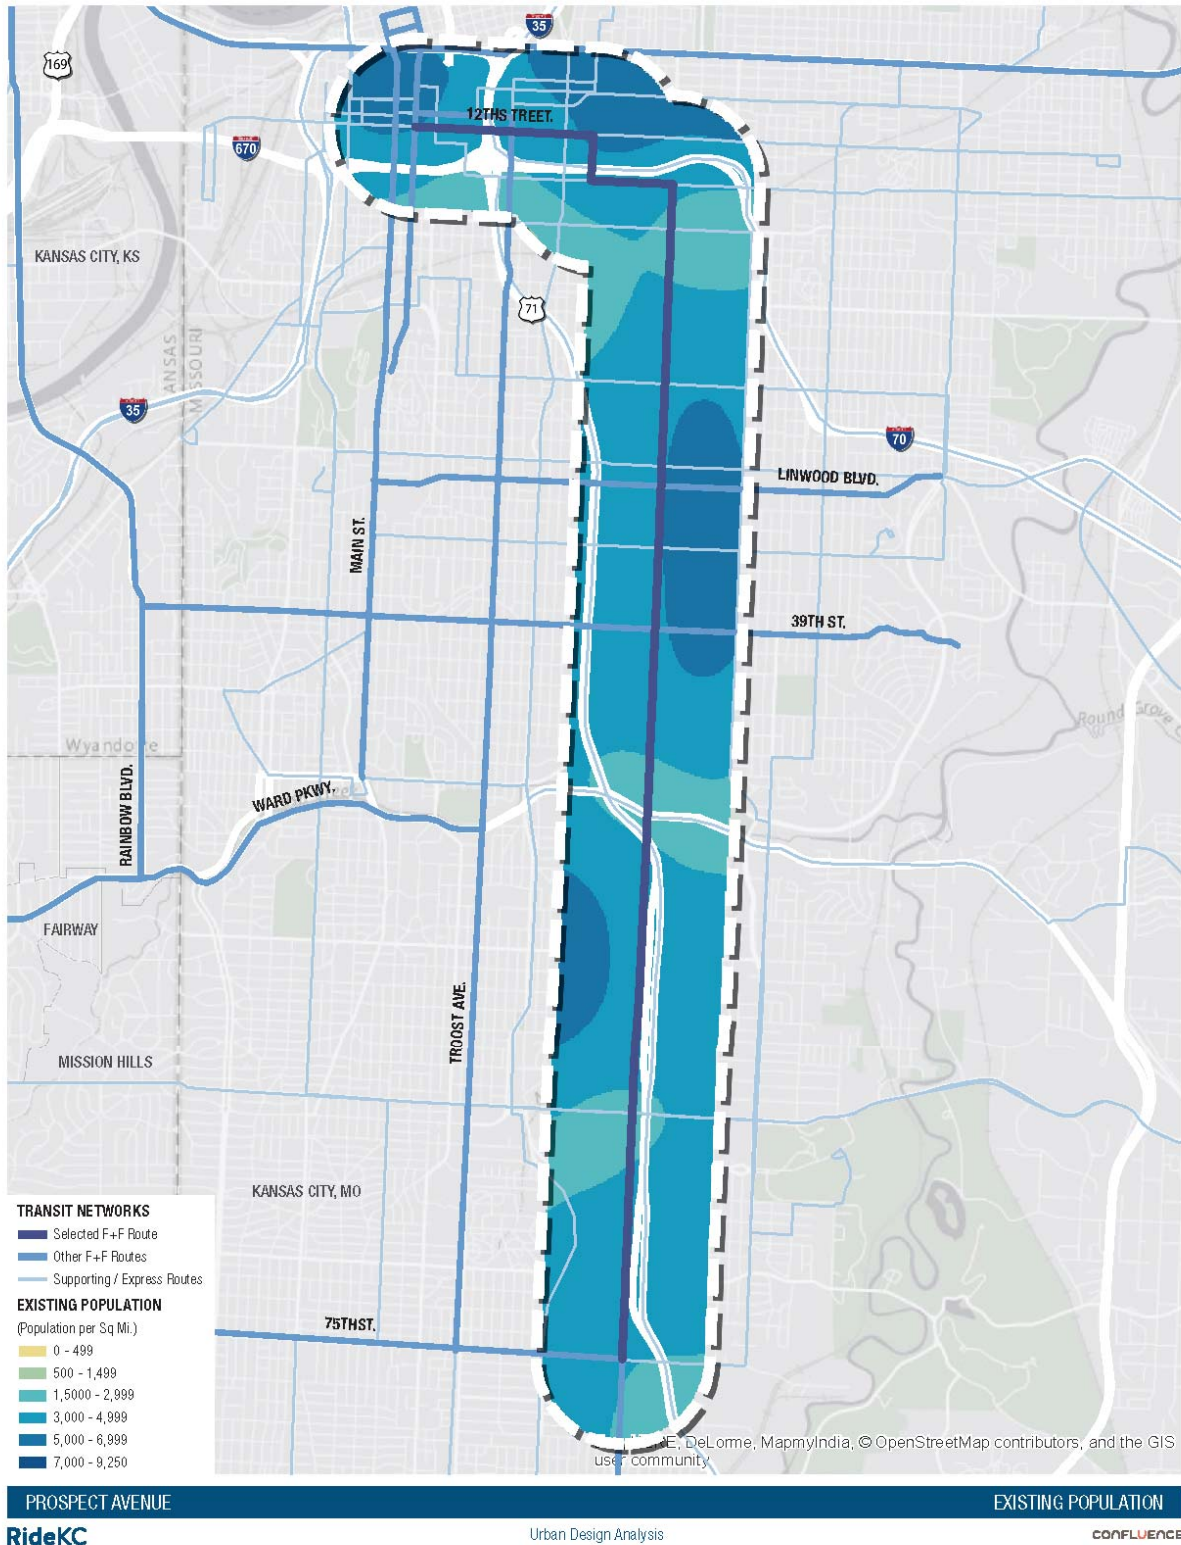 35
169
12THS TREET.
670
KANSAS CITY, KS
71
KANSAS
MISSOURI
35
70
LINWOOD BLVD.
MAIN ST.
39TH ST.
Round Grove
Wyandotte
RAINBOW BLVD.
WARD PKWY.
FAIRWAY
TROOST AVE.
MISSION HILLS
KANSAS CITY, MO
TRANSIT NETWORKS
Selected F+F Route
Other F+F Routes
Supporting / Express Routes
EXISTING POPULATION
(Population per Sq Mi.)
0 - 499
500 - 1,499
1,5000 - 2,999
3,000 - 4,999
5,000 - 6,999
7,000 - 9,250
75TH ST.
DeLorme, MapmyIndia, © OpenStreetMap contributors, and the GIS
user community
PROSPECT AVENUE
EXISTING POPULATION
RideKC
Urban Design Analysis
CONFLUENCE